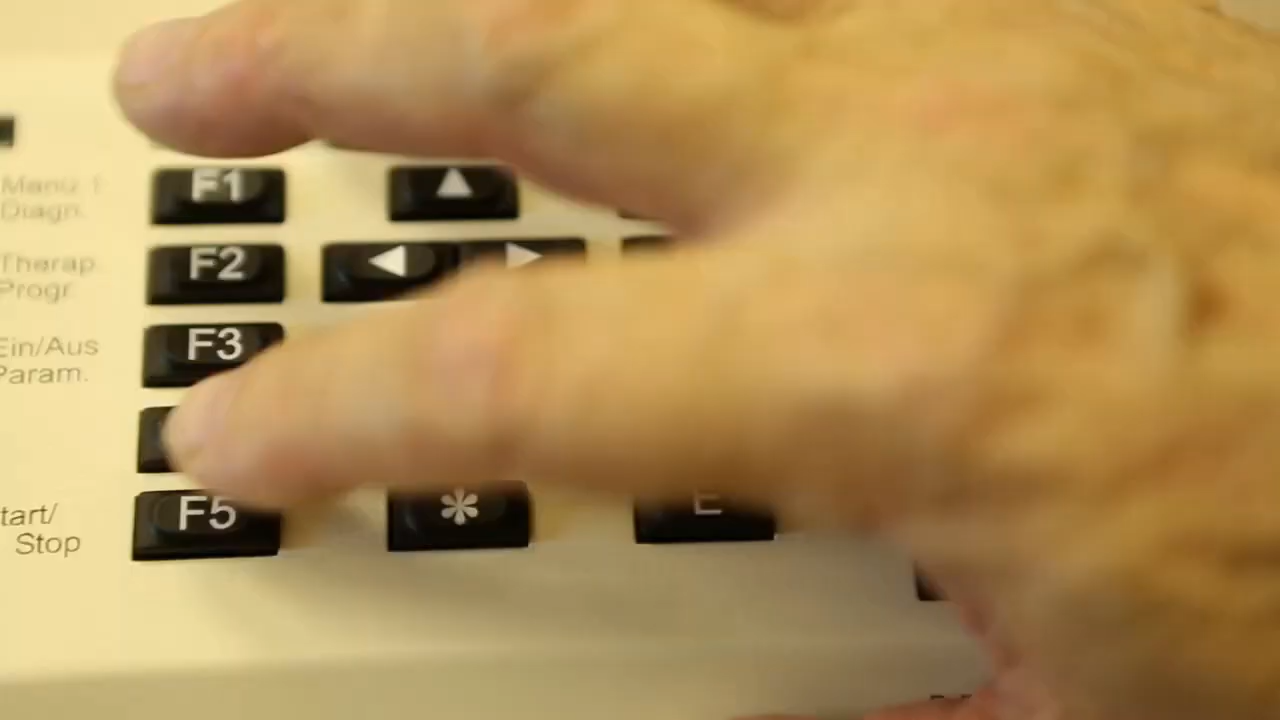 Menü 1
Diagn.
F1
▲
Therap.
Progr.
F2
◀ ▶
Ein/Aus
Param.
F3
tart/
Stop
F5
*
E